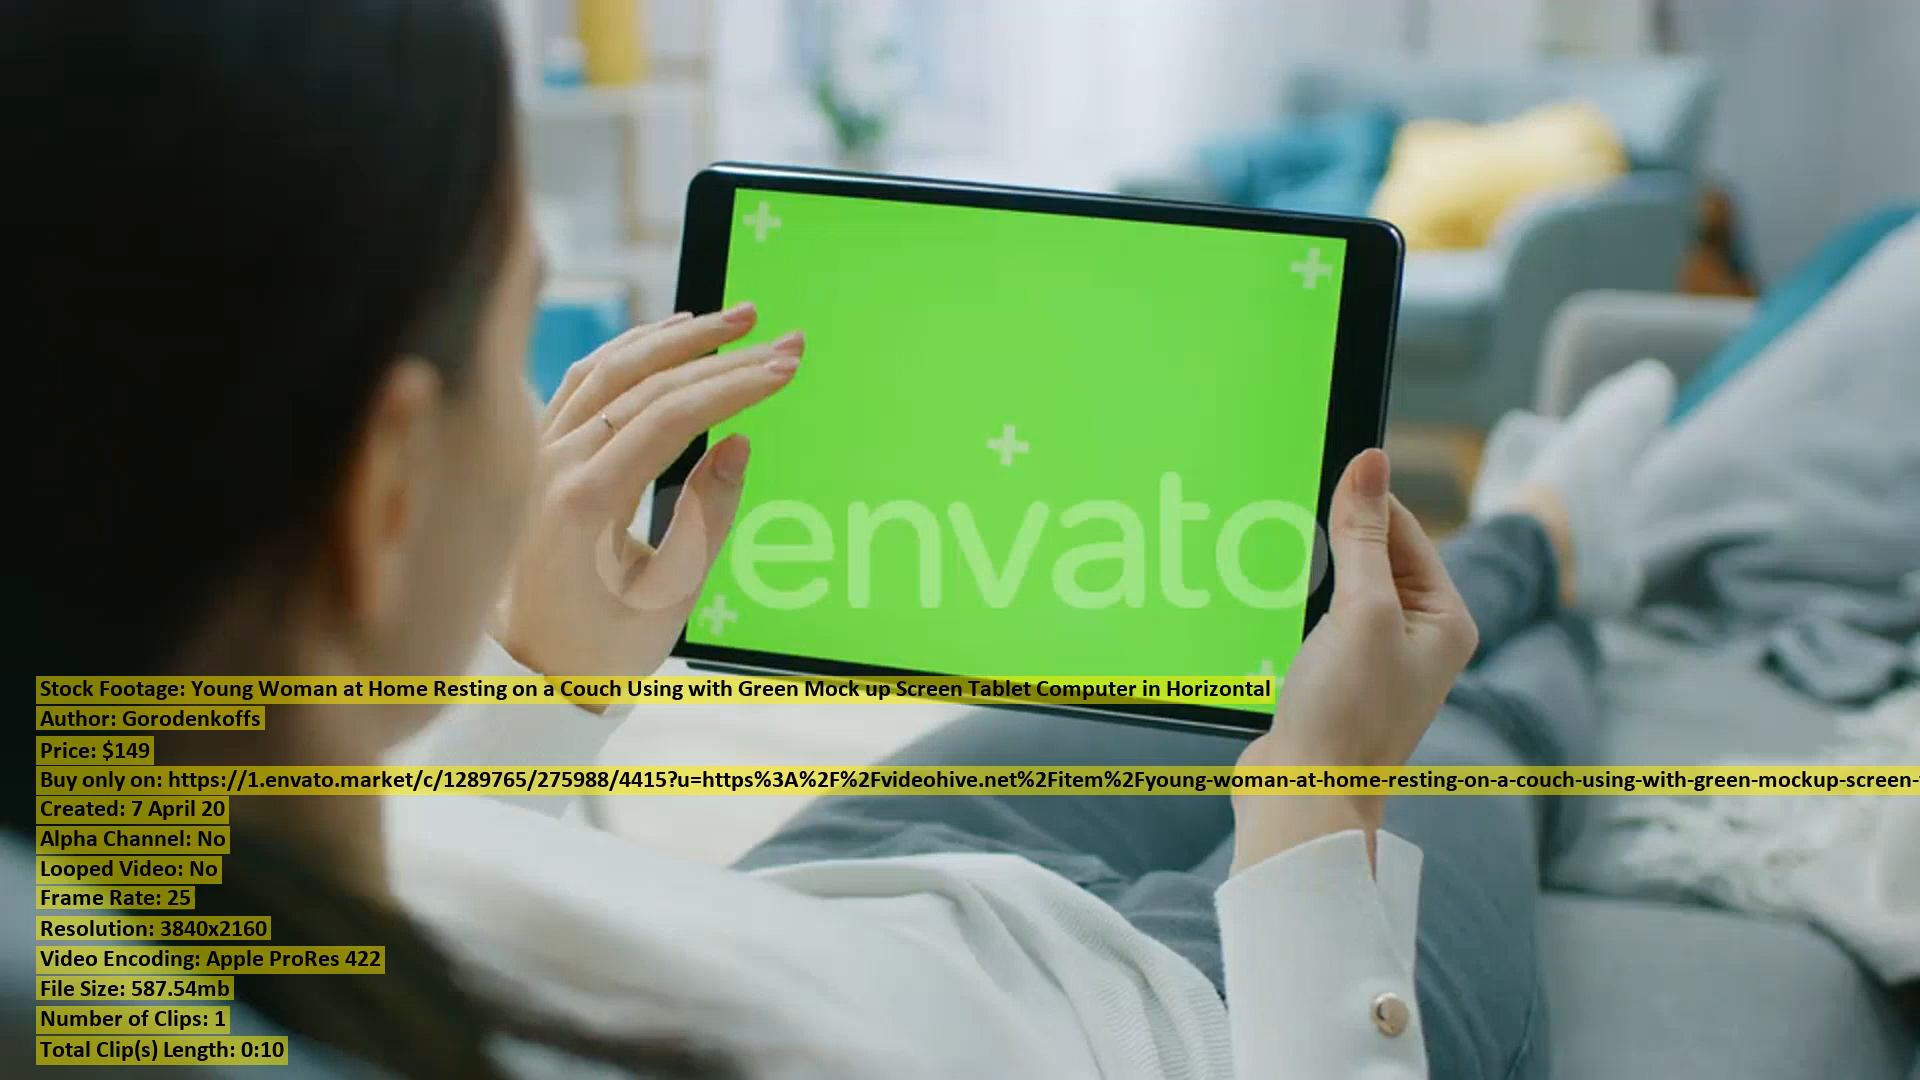 envato
Stock Footage: Young Woman at Home Resting on a Couch Using with Green Mock up Screen Tablet Computer in Horizontal
Author: Gorodenkoffs
Price: $149
Buy only on: https://1.envato.market/c/1289765/275988/4415?u=https%3A%2F%2Fvideohive.net%2Fitem%2Fyoung-woman-at-home-resting-on-a-couch-using-with-green-mockup-screen-
Created: 7 April 20
Alpha Channel: No
Looped Video: No
Frame Rate: 25
Resolution: 3840x2160
Video Encoding: Apple ProRes 422
File Size: 587.54mb
Number of Clips: 1
Total Clip(s) Length: 0:10